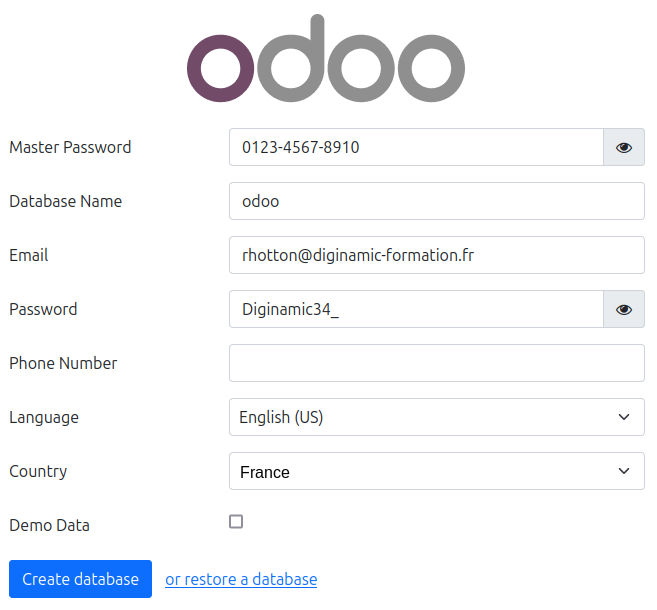 odoo
Master Password 0123-4567-8910
Database Name odoo
Email rhotton@diginamic-formation.fr
Password Diginamic34_
Phone Number
Language English (US)
Country France
Demo Data
Create database or restore a database